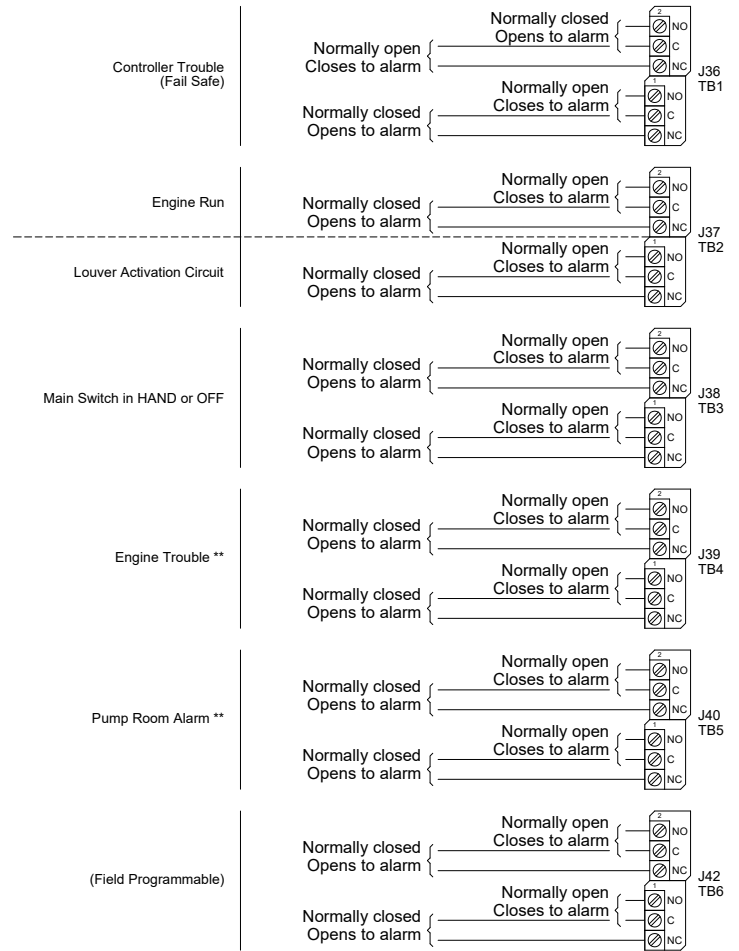 Controller Trouble
(Fail Safe)
Normally closed
Opens to alarm
Normally open
Closes to alarm
2
NO
C
NC
Normally open
Closes to alarm
Normally closed
Opens to alarm
1
NO
C
NC
J36
TB1
Engine Run
Normally open
Closes to alarm
Normally closed
Opens to alarm
2
NO
C
NC
J37
TB2
Louver Activation Circuit
Normally open
Closes to alarm
Normally closed
Opens to alarm
1
NO
C
NC
Main Switch in HAND or OFF
Normally open
Closes to alarm
Normally closed
Opens to alarm
2
NO
C
NC
J38
TB3
Normally open
Closes to alarm
Normally closed
Opens to alarm
1
NO
C
NC
Engine Trouble **
Normally open
Closes to alarm
Normally closed
Opens to alarm
2
NO
C
NC
J39
TB4
Normally open
Closes to alarm
Normally closed
Opens to alarm
1
NO
C
NC
Pump Room Alarm **
Normally open
Closes to alarm
Normally closed
Opens to alarm
2
NO
C
NC
J40
TB5
Normally open
Closes to alarm
Normally closed
Opens to alarm
1
NO
C
NC
(Field Programmable)
Normally open
Closes to alarm
Normally closed
Opens to alarm
2
NO
C
NC
J42
TB6
Normally open
Closes to alarm
Normally closed
Opens to alarm
1
NO
C
NC